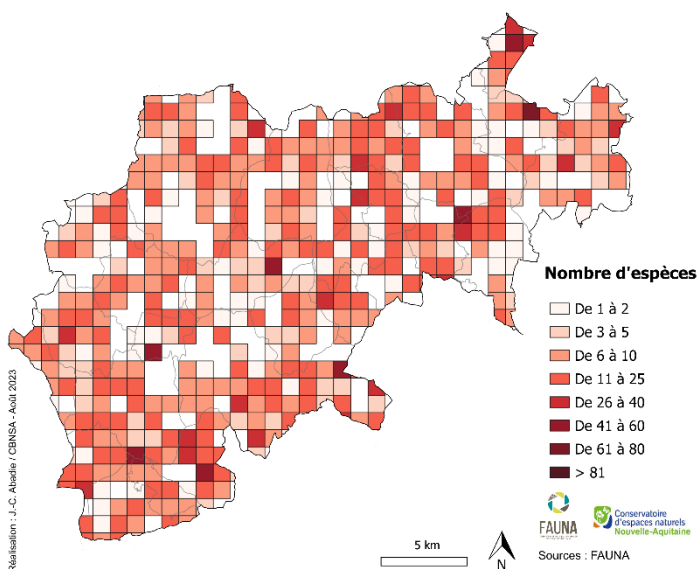 Nombre d'espèces
De 1 à 2
De 3 à 5
De 6 à 10
De 11 à 25
De 26 à 40
De 41 à 60
De 61 à 80
> 81
FAUNA
Conservatoire
d'espaces naturels
Nouvelle-Aquitaine
Sources : FAUNA
5 km
N
Réalisation : J.-C. Abadie / CBNSA - Août 2023